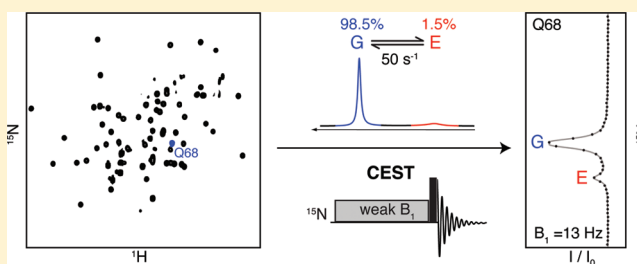 ¹⁵N
Q68
¹H
98.5% 1.5%
G ⇌ E
50 s⁻¹
CEST
¹⁵N weak B₁
Q68
G
E
B₁ =13 Hz
I / I₀